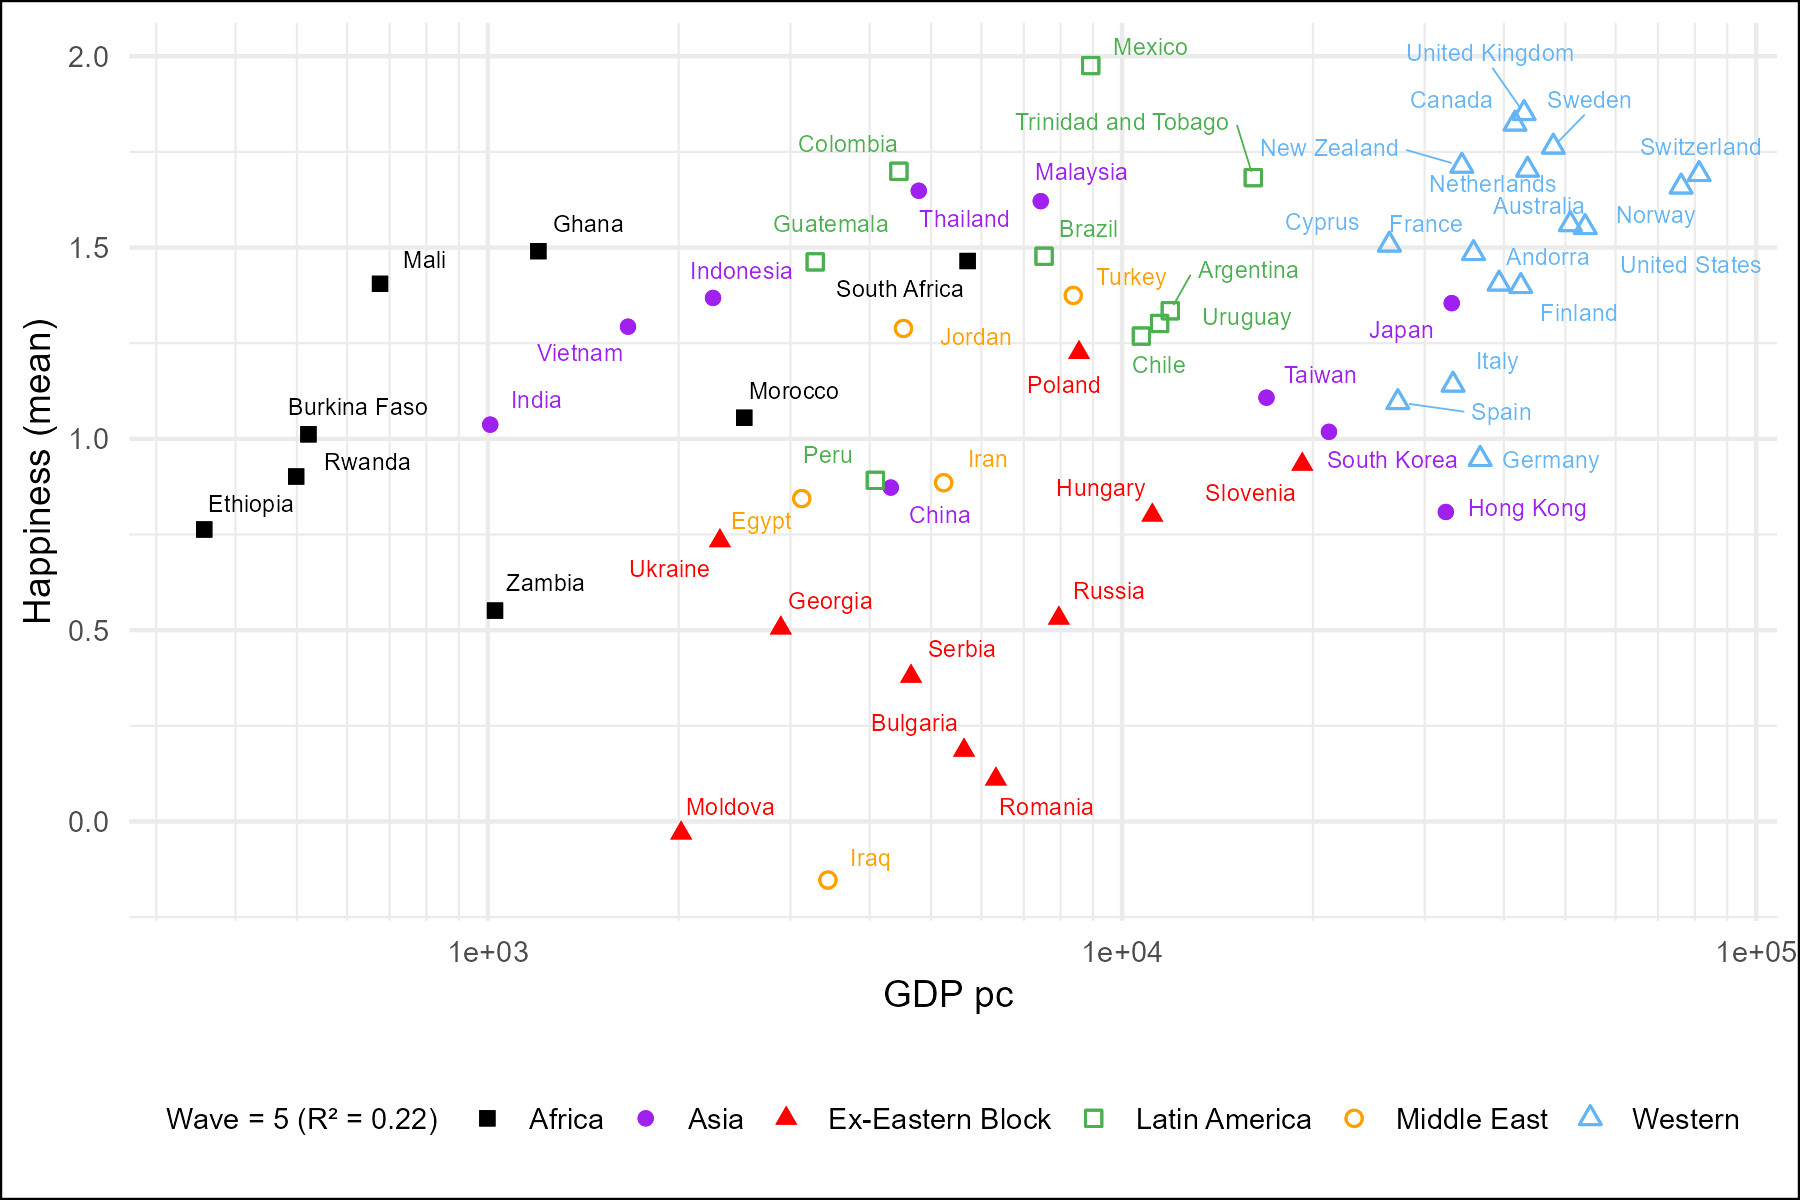 2.0
1.5
1.0
0.5
0.0
Happiness (mean)
Mexico
United Kingdom
Canada
Sweden
Trinidad and Tobago
Colombia
New Zealand
Switzerland
Malaysia
Netherlands
Australia
Thailand
Norway
Ghana
Guatemala
Brazil
Cyprus
France
Mali
Indonesia
South Africa
Turkey
Argentina
Andorra
United States
Uruguay
Finland
Vietnam
Jordan
Japan
Chile
Italy
Poland
Taiwan
Morocco
India
Burkina Faso
Spain
Rwanda
Peru
Iran
South Korea
Germany
Ethiopia
Hungary
Slovenia
Egypt
China
Hong Kong
Ukraine
Zambia
Georgia
Russia
Serbia
Bulgaria
Moldova
Romania
Iraq
1e+03
1e+04
1e+05
GDP pc
Wave = 5 (R² = 0.22) Africa Asia Ex-Eastern Block Latin America Middle East Western